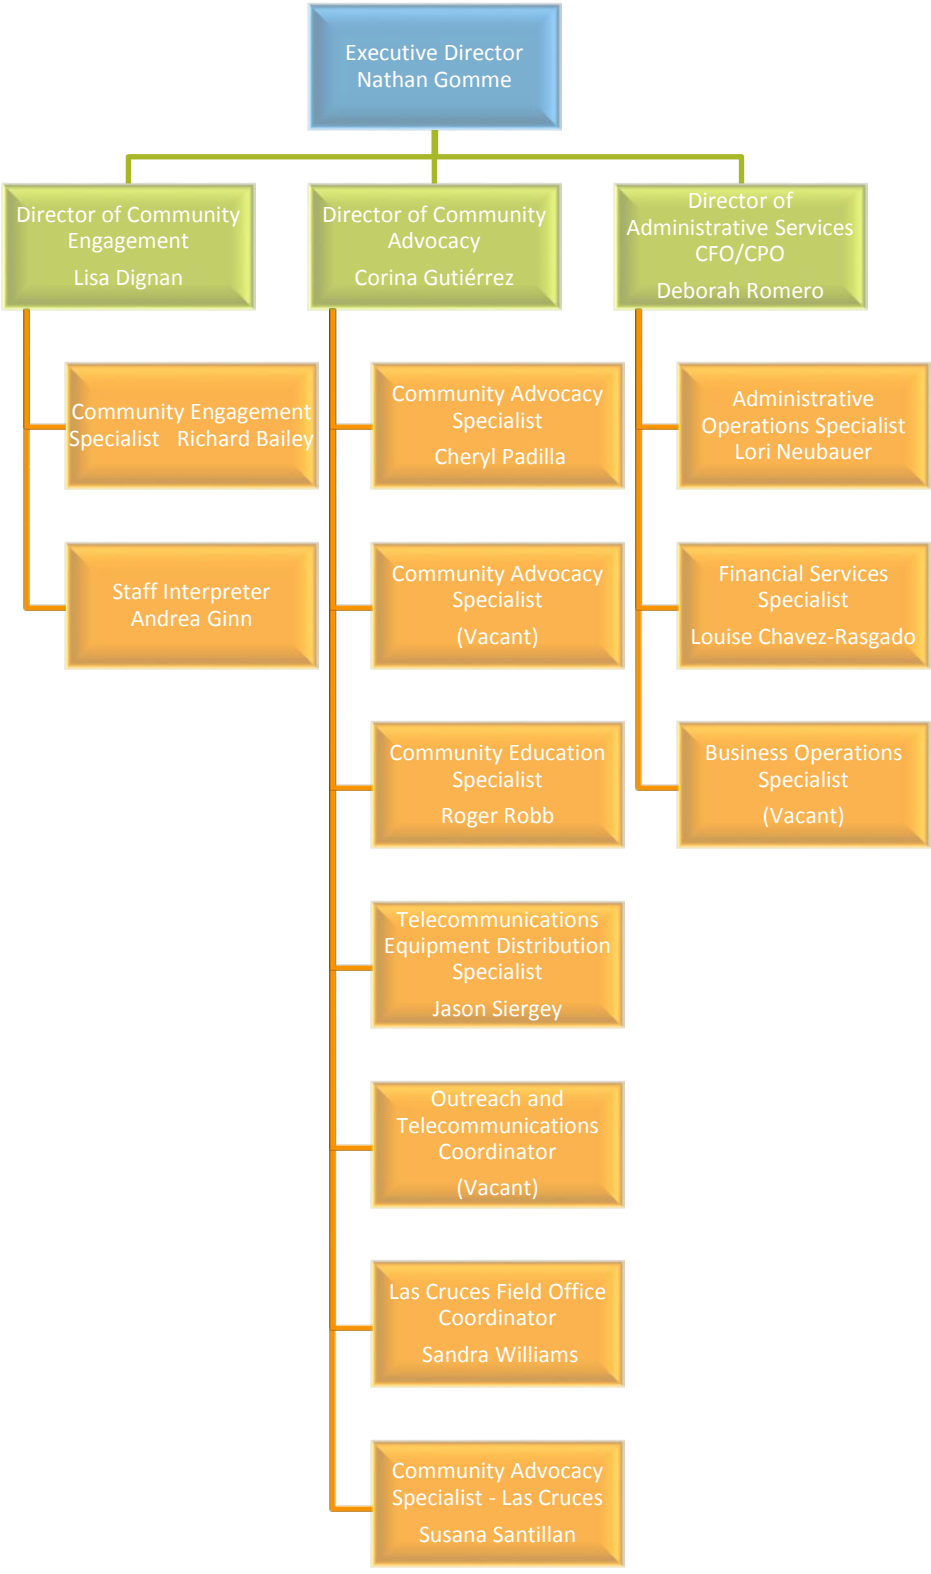 Executive Director
Nathan Gomme
Director of Community
Engagement
Lisa Dignan
Director of Community
Advocacy
Corina Gutiérrez
Director of
Administrative Services
CFO/CPO
Deborah Romero
Community Engagement
Specialist   Richard Bailey
Staff Interpreter
Andrea Ginn
Community Advocacy
Specialist
Cheryl Padilla
Community Advocacy
Specialist
(Vacant)
Community Education
Specialist
Roger Robb
Telecommunications
Equipment Distribution
Specialist
Jason Siergey
Outreach and
Telecommunications
Coordinator
(Vacant)
Las Cruces Field Office
Coordinator
Sandra Williams
Community Advocacy
Specialist - Las Cruces
Susana Santillan
Administrative
Operations Specialist
Lori Neubauer
Financial Services
Specialist
Louise Chavez-Rasgado
Business Operations
Specialist
(Vacant)